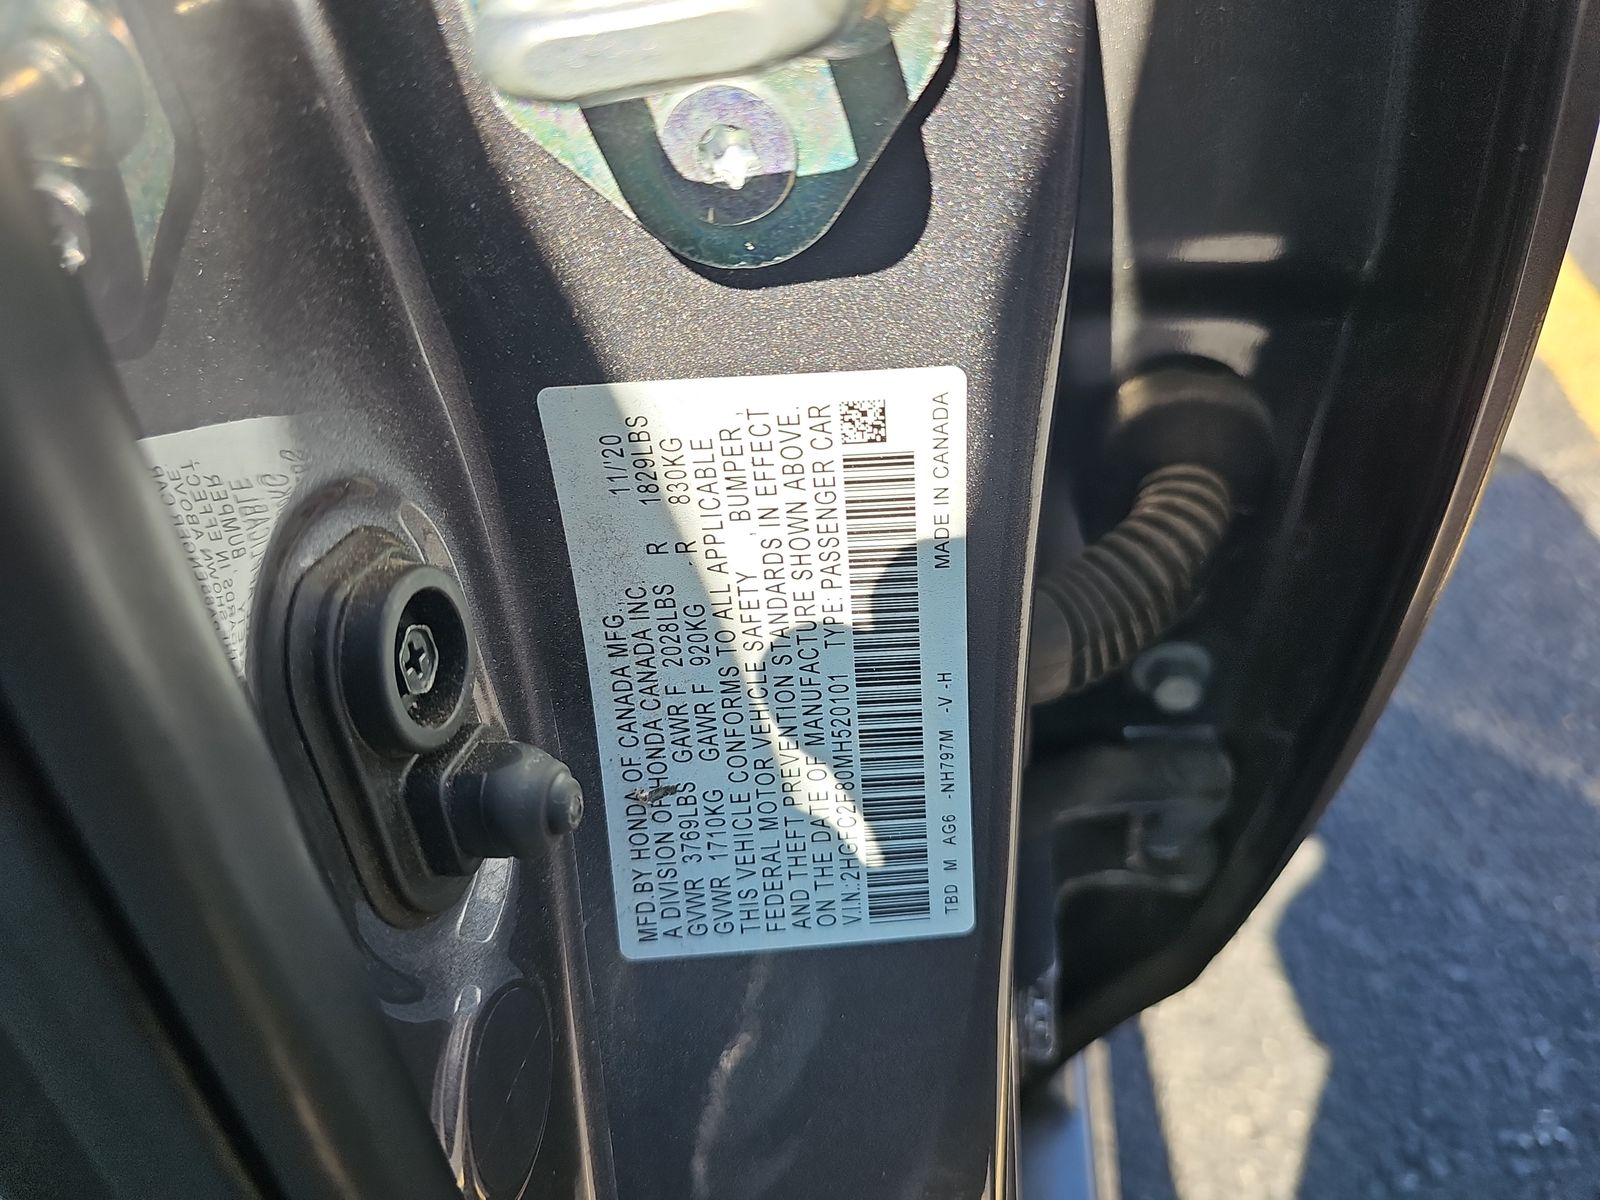 MFD.BY HONDA OF CANADA MFG., 11/'20
A DIVISION OF HONDA CANADA INC.
GVWR 3769LBS GAWR F 2028LBS R 1829LBS
GVWR 1710KG GAWR F 920KG R 830KG
THIS VEHICLE CONFORMS TO ALL APPLICABLE
FEDERAL MOTOR VEHICLE SAFETY, BUMPER,
AND THEFT PREVENTION STANDARDS IN EFFECT
ON THE DATE OF MANUFACTURE SHOWN ABOVE.
V.I.N.:2HGFC2F80MH520101 TYPE: PASSENGER CAR
TBD M AG6 -NH797M -V -H MADE IN CANADA